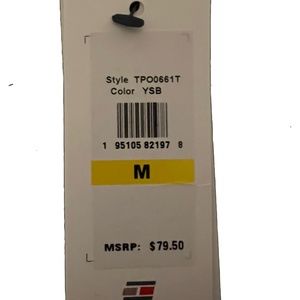 Style TPO0661T
Color YSB
1 95105 82197 8
M
MSRP: $79.50